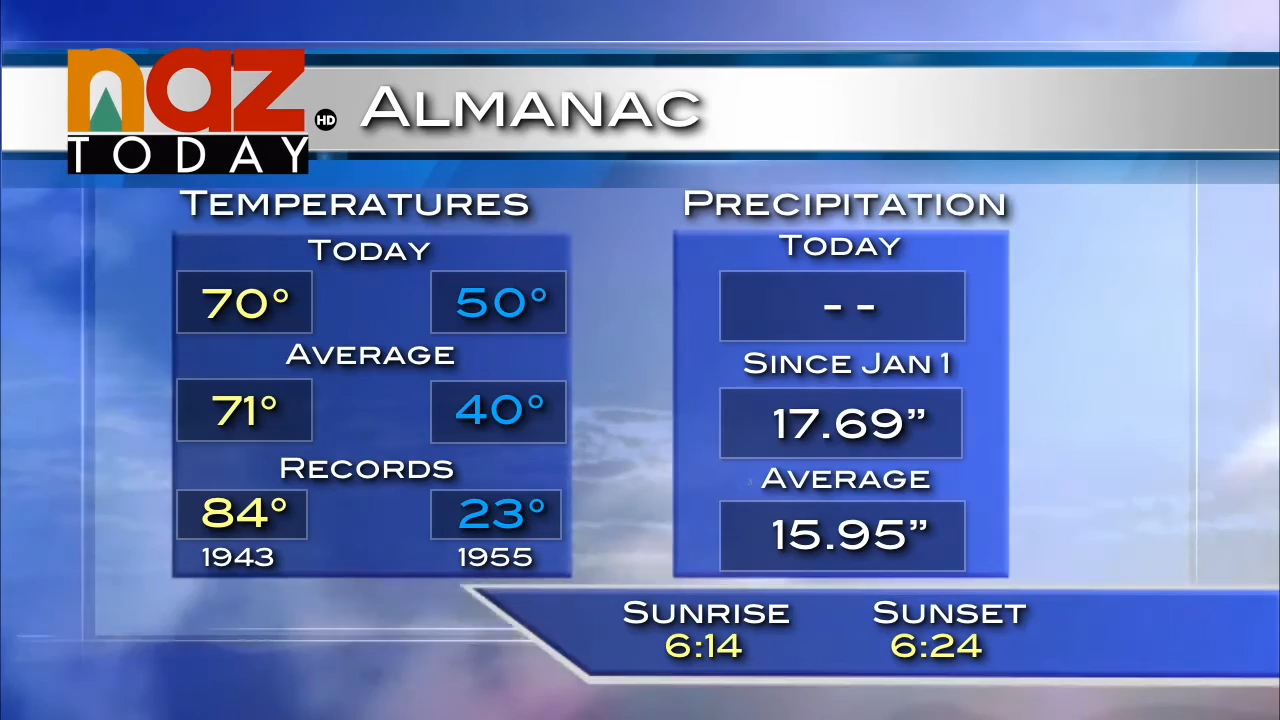 naz
TODAY
HD
ALMANAC
TEMPERATURES
TODAY
70° 50°
AVERAGE
71° 40°
RECORDS
84° 23°
1943 1955
PRECIPITATION
TODAY
- -
SINCE JAN 1
17.69”
AVERAGE
15.95”
SUNRISE SUNSET
6:14 6:24